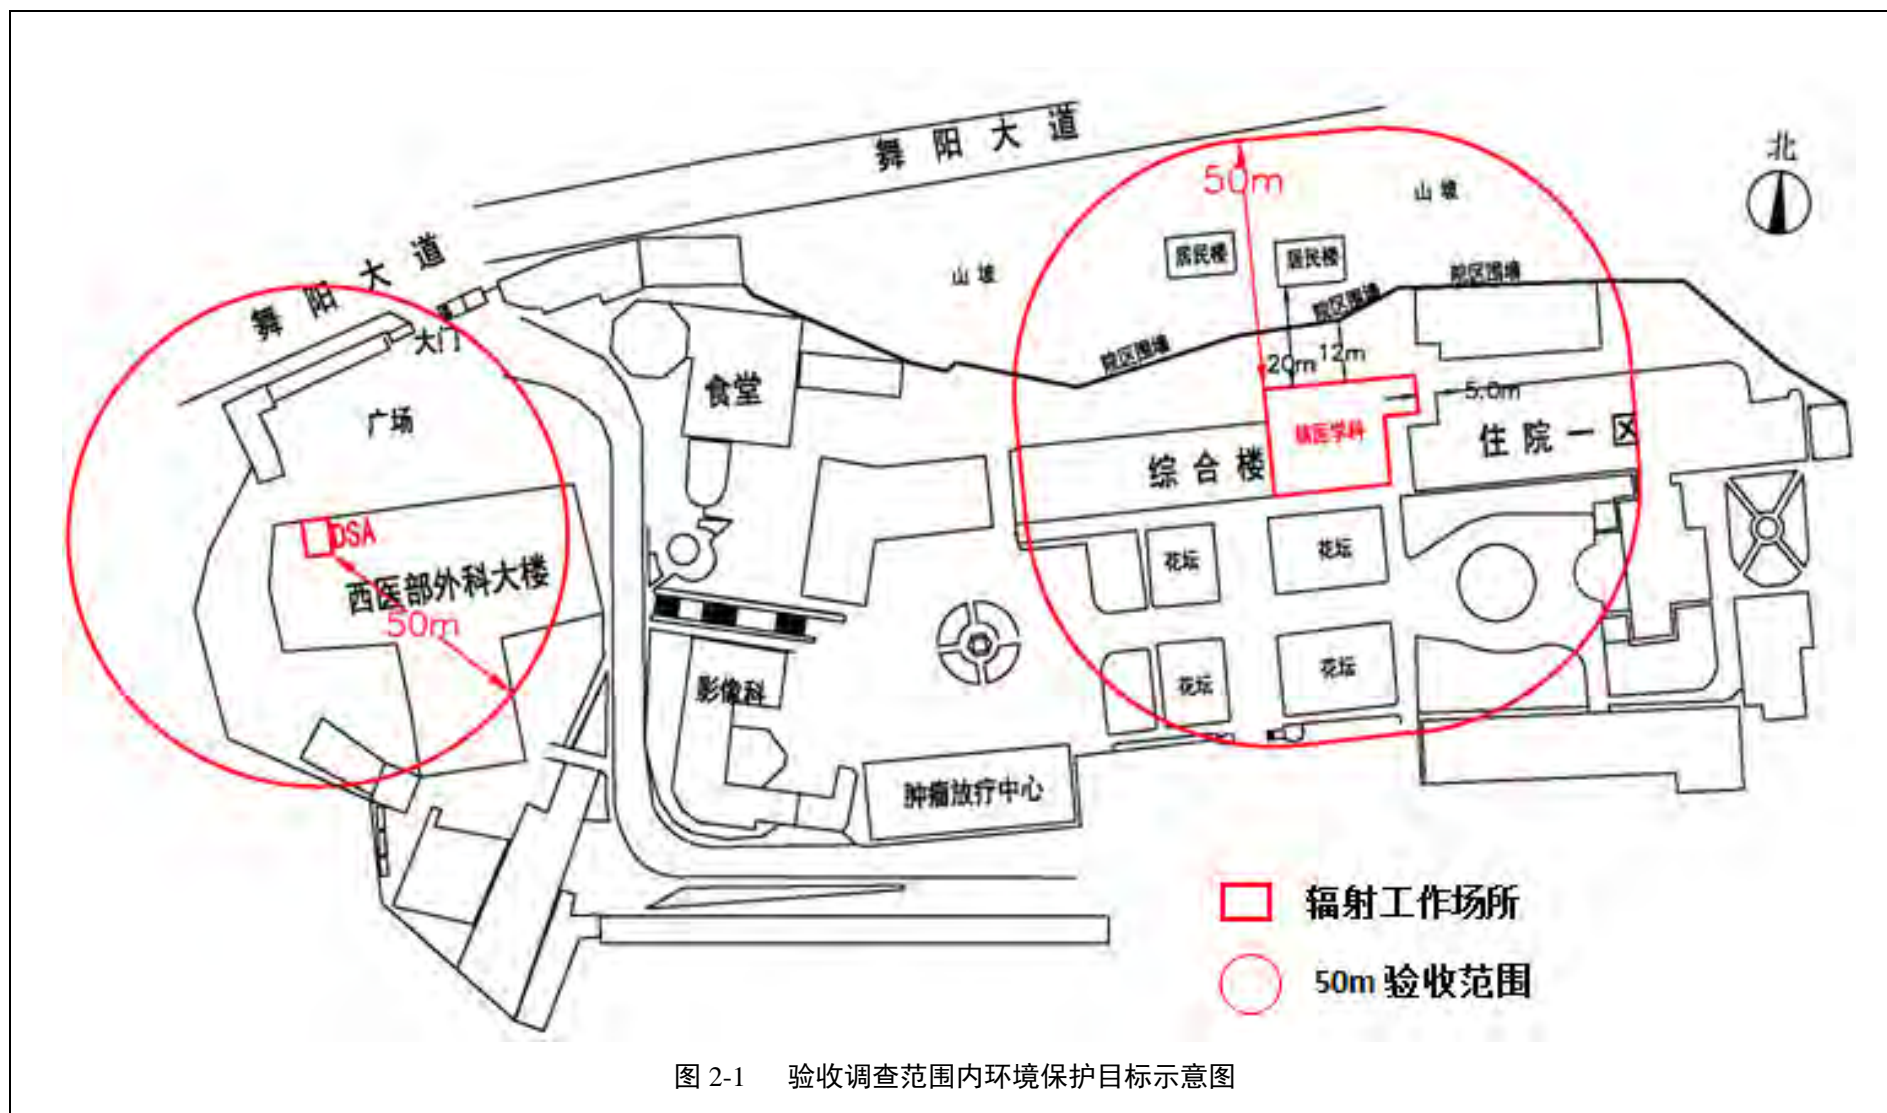 舞阳大道
北
50m
山坡
舞阳大道
居民楼
居民楼
山坡
院区围墙
院区围墙
大门
院区围墙
20m
12m
5.0m
食堂
广场
核医学科
住院一区
综合楼
DSA
花坛
花坛
西医部外科大楼
50m
花坛
花坛
影像科
肿瘤放疗中心
辐射工作场所
50m 验收范围
图 2-1 验收调查范围内环境保护目标示意图